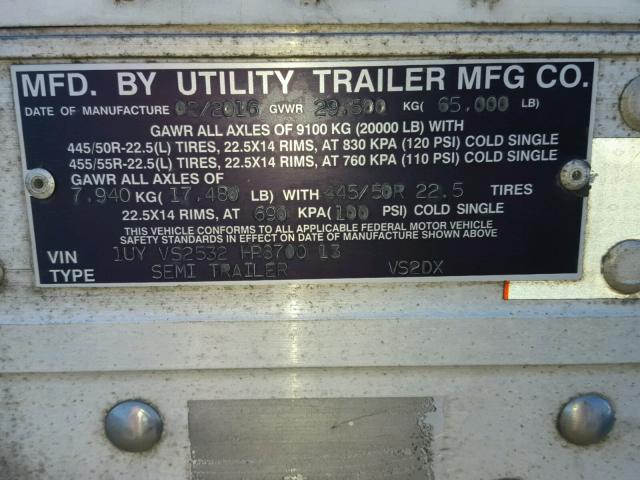 MFD. BY UTILITY TRAILER MFG CO.
DATE OF MANUFACTURE /2016 GVWR 29.500 KG( 65.000 LB)
GAWR ALL AXLES OF 9100 KG (20000 LB) WITH
445/50R-22.5(L) TIRES, 22.5X14 RIMS, AT 830 KPA (120 PSI) COLD SINGLE
455/55R-22.5(L) TIRES, 22.5X14 RIMS, AT 760 KPA (110 PSI) COLD SINGLE
GAWR ALL AXLES OF
7.940 KG( 17.480 LB) WITH 445/50R 22.5 TIRES
22.5X14 RIMS, AT 690 KPA( 100 PSI) COLD SINGLE
THIS VEHICLE CONFORMS TO ALL APPLICABLE FEDERAL MOTOR VEHICLE
SAFETY STANDARDS IN EFFECT ON DATE OF MANUFACTURE SHOWN ABOVE
VIN 1UY VS2532 HP6700 13
TYPE SEMI TRAILER VS2DX